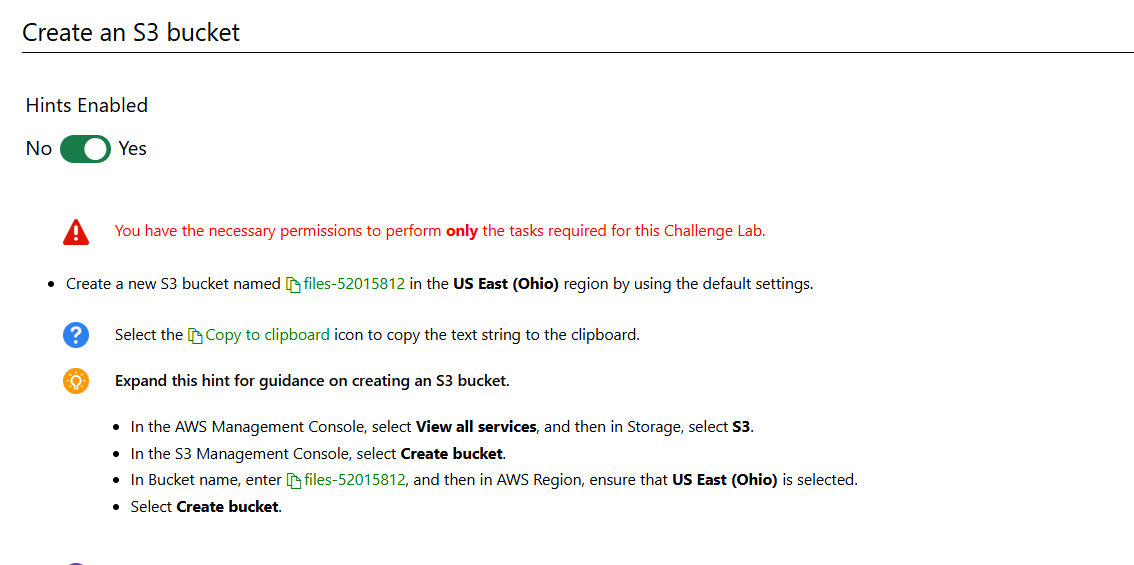 Create an S3 bucket
Hints Enabled
No Yes
You have the necessary permissions to perform only the tasks required for this Challenge Lab.
• Create a new S3 bucket named files-52015812 in the US East (Ohio) region by using the default settings.
Select the Copy to clipboard icon to copy the text string to the clipboard.
Expand this hint for guidance on creating an S3 bucket.
• In the AWS Management Console, select View all services, and then in Storage, select S3.
• In the S3 Management Console, select Create bucket.
• In Bucket name, enter files-52015812, and then in AWS Region, ensure that US East (Ohio) is selected.
• Select Create bucket.